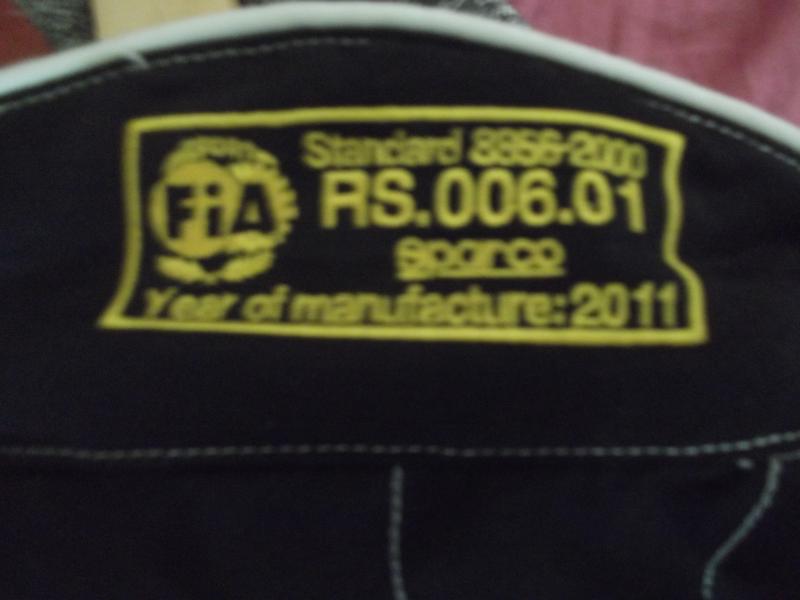 FiA
Standard 8856-2000
RS.006.01
sparco
Year of manufacture: 2011